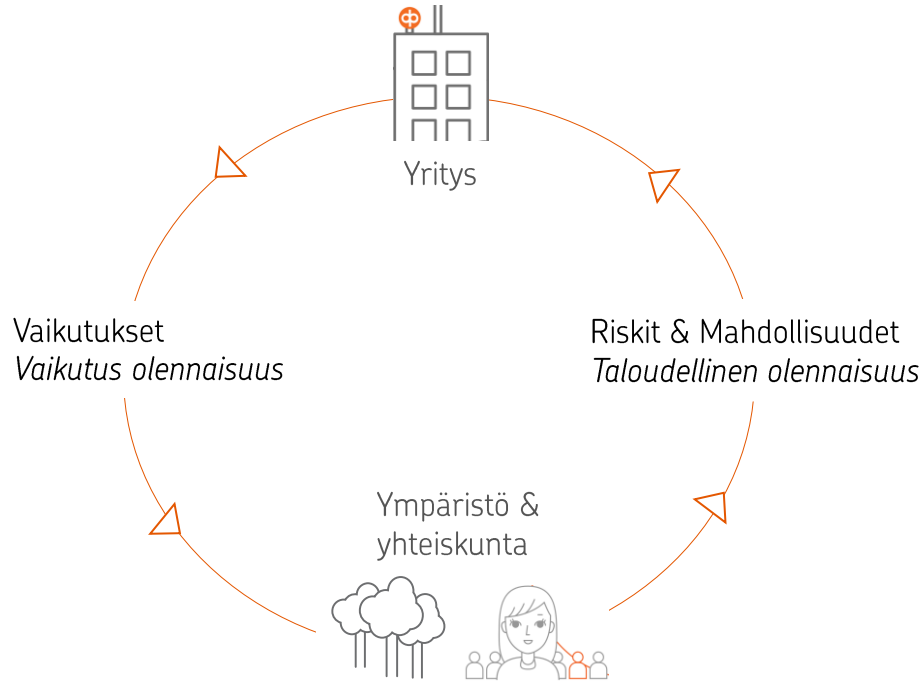 Yritys
Vaikutukset
Vaikutus olennaisuus
Riskit & Mahdollisuudet
Taloudellinen olennaisuus
Ympäristö &
yhteiskunta